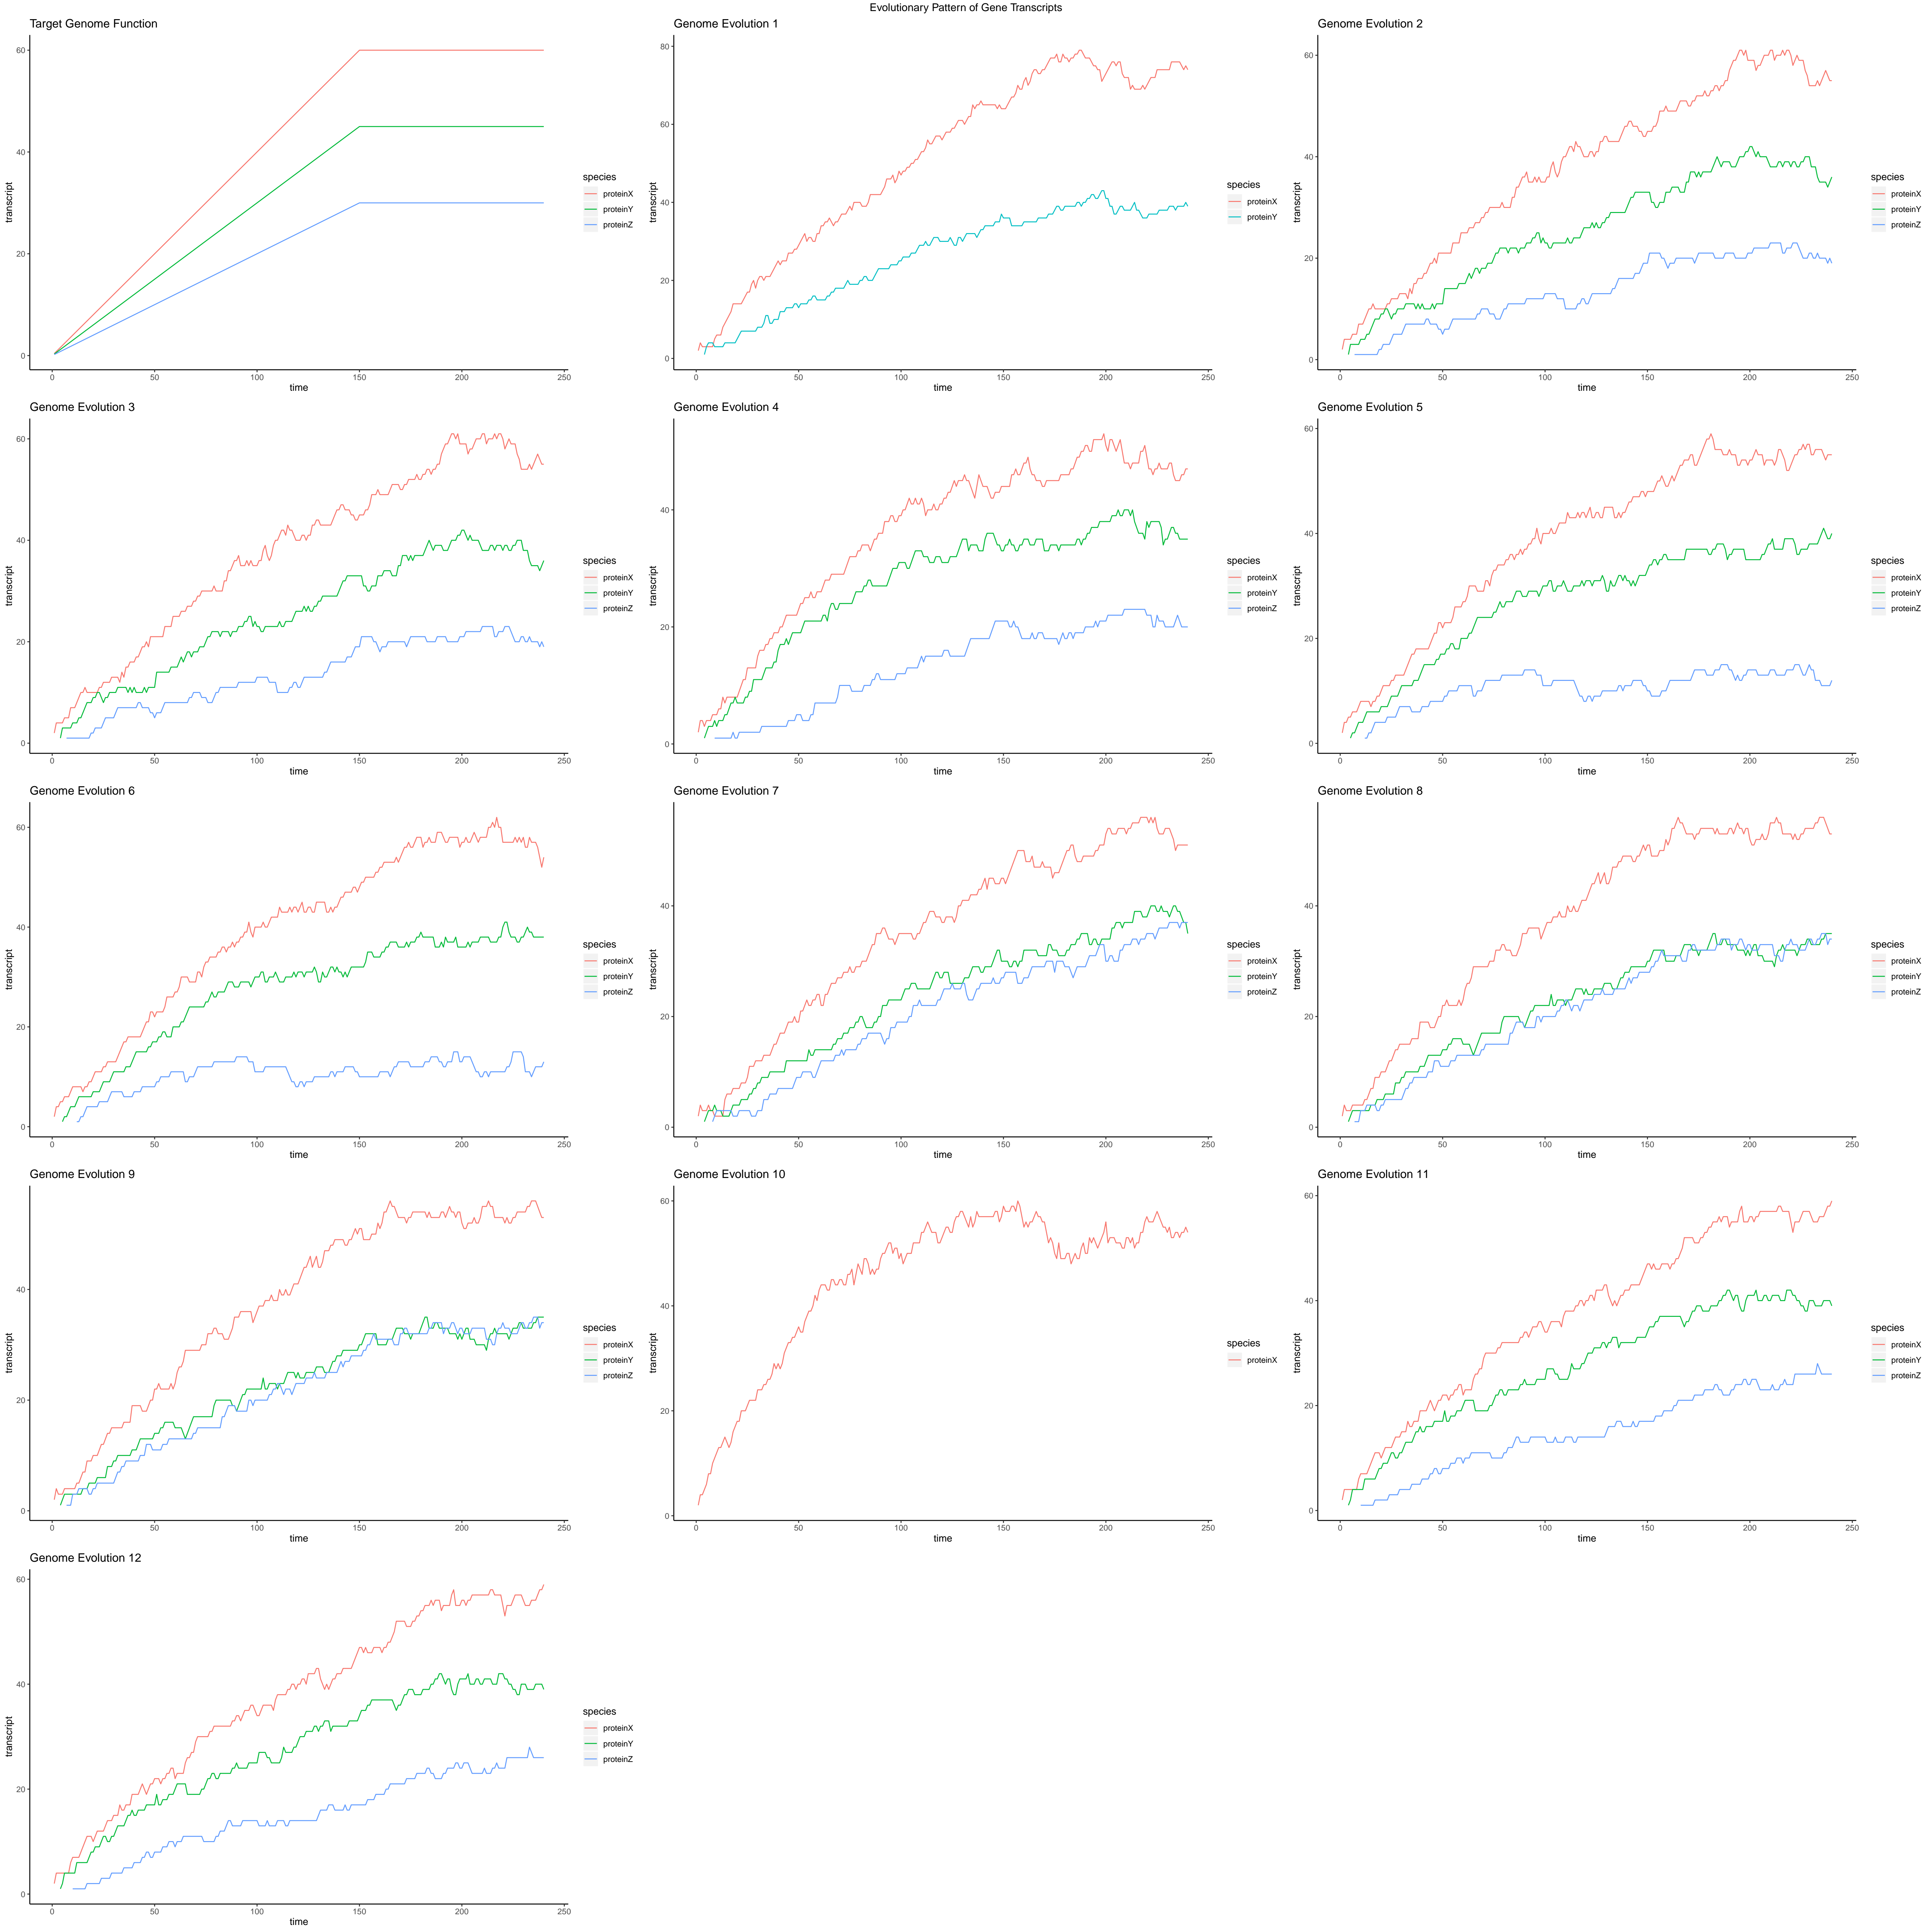 Evolutionary Pattern of Gene Transcripts
Target Genome Function
60
40
20
0
transcript
0 50 100 150 200 250
time
species
proteinX
proteinY
proteinZ
Genome Evolution 1
80
60
40
20
0
transcript
0 50 100 150 200 250
time
species
proteinX
proteinY
Genome Evolution 2
60
40
20
0
transcript
0 50 100 150 200 250
time
species
proteinX
proteinY
proteinZ
Genome Evolution 3
60
40
20
0
transcript
0 50 100 150 200 250
time
species
proteinX
proteinY
proteinZ
Genome Evolution 4
40
20
0
transcript
0 50 100 150 200 250
time
species
proteinX
proteinY
proteinZ
Genome Evolution 5
60
40
20
0
transcript
0 50 100 150 200 250
time
species
proteinX
proteinY
proteinZ
Genome Evolution 6
60
40
20
0
transcript
0 50 100 150 200 250
time
species
proteinX
proteinY
proteinZ
Genome Evolution 7
40
20
0
transcript
0 50 100 150 200 250
time
species
proteinX
proteinY
proteinZ
Genome Evolution 8
40
20
0
transcript
0 50 100 150 200 250
time
species
proteinX
proteinY
proteinZ
Genome Evolution 9
40
20
0
transcript
0 50 100 150 200 250
time
species
proteinX
proteinY
proteinZ
Genome Evolution 10
60
40
20
0
transcript
0 50 100 150 200 250
time
species
proteinX
Genome Evolution 11
60
40
20
0
transcript
0 50 100 150 200 250
time
species
proteinX
proteinY
proteinZ
Genome Evolution 12
60
40
20
0
transcript
0 50 100 150 200 250
time
species
proteinX
proteinY
proteinZ